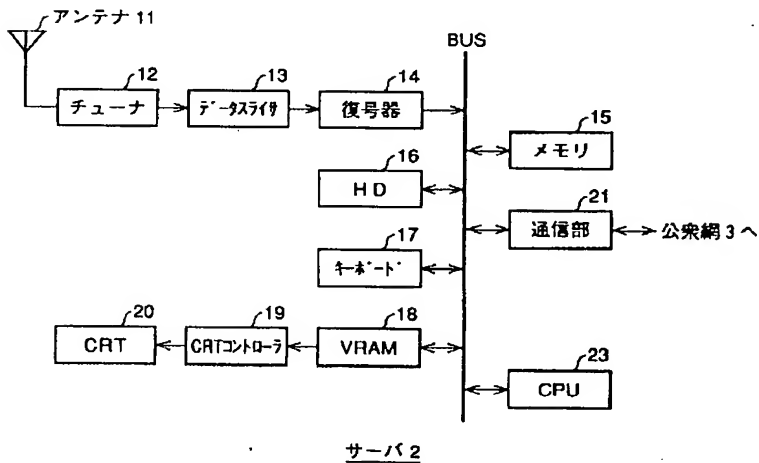 アンテナ 11
BUS
12
13
14
チューナ
データスライサ
復号器
15
メモリ
16
HD
21
通信部
公衆網 3 へ
17
キーボード
20
19
18
CRT
CRTコントローラ
VRAM
23
CPU
サーバ 2